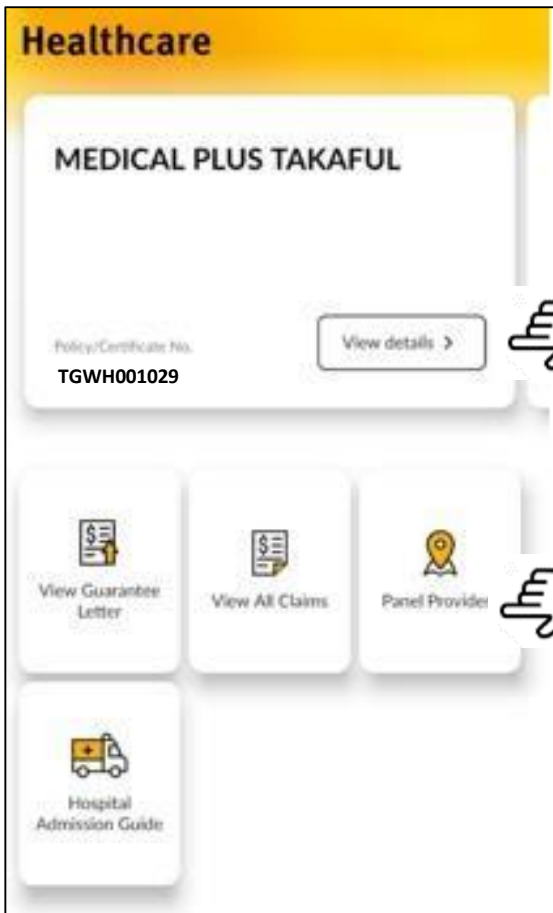 Healthcare
MEDICAL PLUS TAKAFUL
Policy/Certificate No.
View details >
TGWH001029
View Guarantee
Letter
View All Claims
Panel Provider
Hospital
Admission Guide